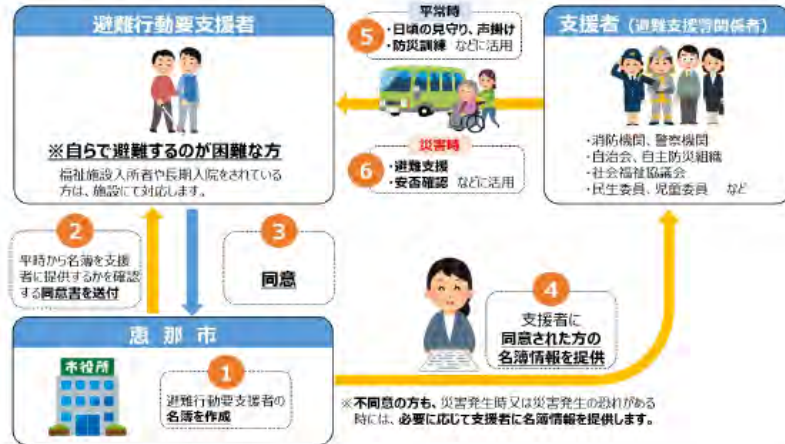 避難行動要支援者
※自らで避難するのが困難な方
福祉施設入所者や長期入院をされている
方は、施設にて対応します。
5
平常時
・日頃の見守り、声掛け
・防災訓練 などに活用
災害時
6
・避難支援
・安否確認 などに活用
支援者（避難支援等関係者）
・消防機関、警察機関
・自治会、自主防災組織
・社会福祉協議会
・民生委員、児童委員 など
2
平時から名簿を支援
者に提供するかを確認
する同意書を送付
3
同意
恵那市
市役所
1
避難行動要支援者の
名簿を作成
4
支援者に
同意された方の
名簿情報を提供
※不同意の方も、災害発生時又は災害発生の恐れがある
時には、必要に応じて支援者に名簿情報を提供します。